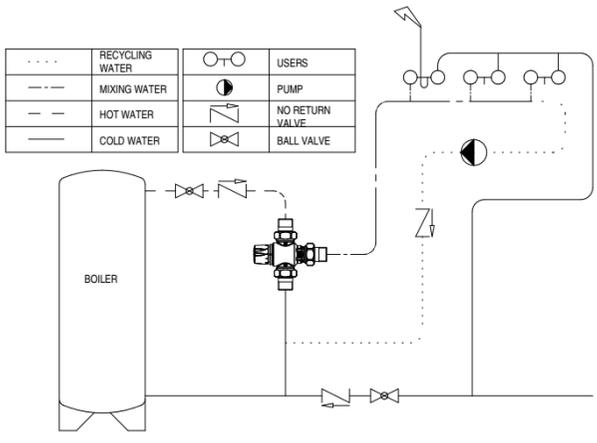 RECYCLING
WATER
USERS
MIXING WATER
PUMP
HOT WATER
NO RETURN
VALVE
COLD WATER
BALL VALVE
BOILER